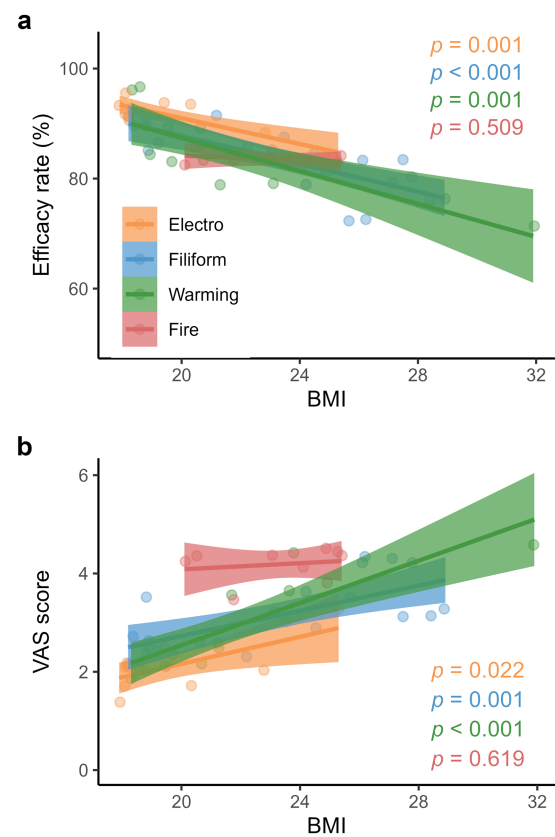 a
p = 0.001
p < 0.001
p = 0.001
p = 0.509
Efficacy rate (%)
100
80
60
Electro
Filiform
Warming
Fire
20 24 28 32
BMI
b
VAS score
6
4
2
0
p = 0.022
p = 0.001
p < 0.001
p = 0.619
20 24 28 32
BMI